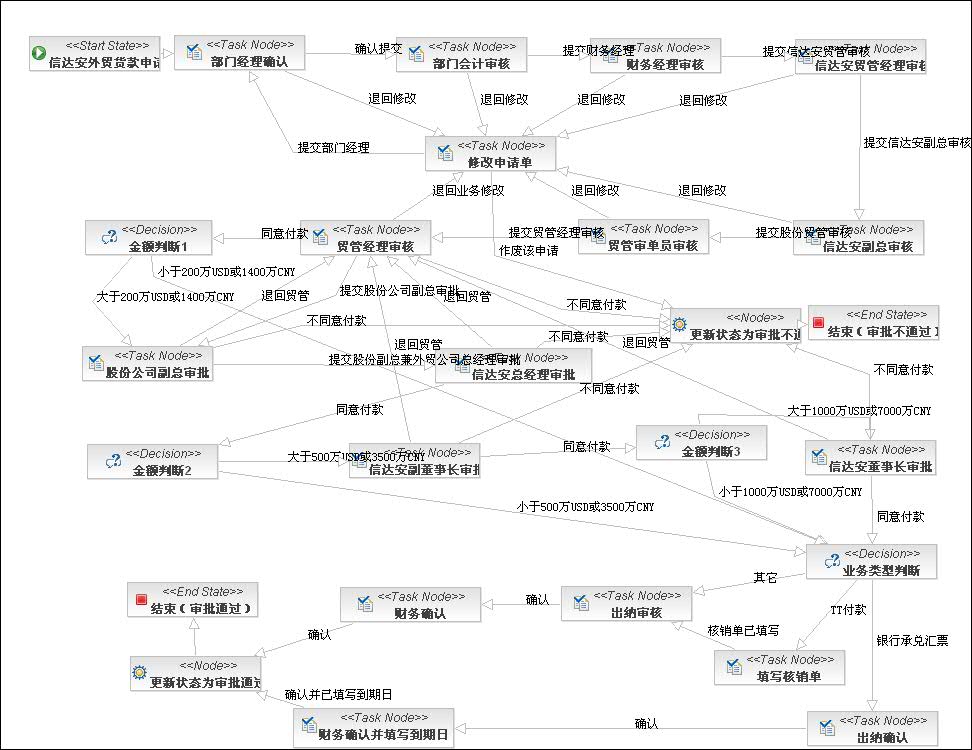 <<Start State>>
信达安外贸贷款申请
<<Task Node>>
部门经理确认
确认提交
<<Task Node>>
部门会计审核
提交财务经理
<<Task Node>>
财务经理审核
提交信达安贸管审核
<<Task Node>>
信达安贸管经理审核
退回修改
退回修改
退回修改
退回修改
提交部门经理
<<Task Node>>
修改申请单
提交信达安副总审核
退回业务修改
退回修改
退回修改
<<Decision>>
金额判断1
同意付款
<<Task Node>>
贸管经理审核
提交贸管经理审核
<<Task Node>>
贸管审单员审核
提交股份贸管审核
<<Task Node>>
信达安副总审核
作废该申请
小于200万USD或1400万CNY
大于200万USD或1400万CNY
退回贸管
提交股份公司副总审批
退回贸管
不同意付款
不同意付款
<<Node>>
更新状态为审批不通
<<End State>>
结束（审批不通过）
不同意付款
退回贸管
退回贸管
<<Task Node>>
股份公司副总审批
提交股份副总兼外贸公司总经理审批
<<Task Node>>
信达安总经理审批
不同意付款
不同意付款
同意付款
大于1000万USD或7000万CNY
<<Decision>>
金额判断2
大于500万USD或3500万CNY
<<Task Node>>
信达安副董事长审批
同意付款
<<Decision>>
金额判断3
<<Task Node>>
信达安董事长审批
小于1000万USD或7000万CNY
小于500万USD或3500万CNY
同意付款
<<Decision>>
业务类型判断
其它
<<End State>>
结束（审批通过）
<<Task Node>>
财务确认
确认
<<Task Node>>
出纳审核
TT付款
确认
核销单已填写
银行承兑汇票
<<Node>>
更新状态为审批通过
<<Task Node>>
填写核销单
确认并已填写到期日
<<Task Node>>
财务确认并填写到期日
确认
<<Task Node>>
出纳确认